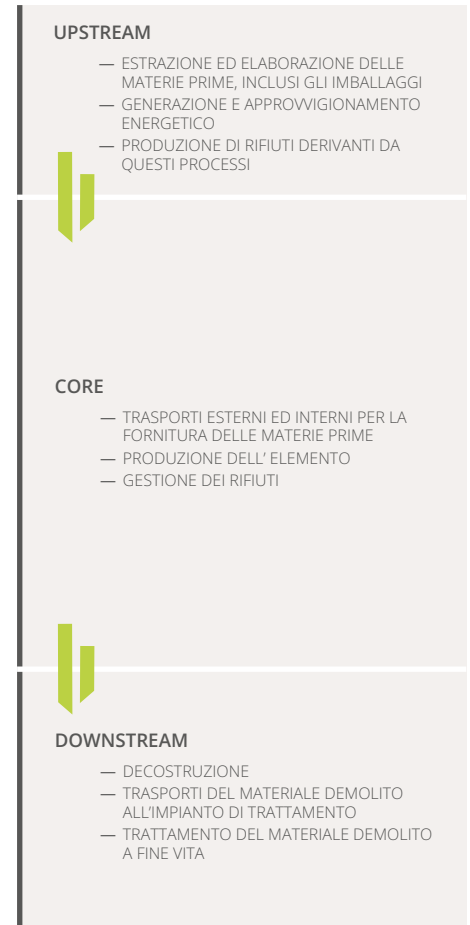 UPSTREAM
— ESTRAZIONE ED ELABORAZIONE DELLE
MATERIE PRIME, INCLUSI GLI IMBALLAGGI
— GENERAZIONE E APPROVVIGIONAMENTO
ENERGETICO
— PRODUZIONE DI RIFIUTI DERIVANTI DA
QUESTI PROCESSI
CORE
— TRASPORTI ESTERNI ED INTERNI PER LA
FORNITURA DELLE MATERIE PRIME
— PRODUZIONE DELL’ ELEMENTO
— GESTIONE DEI RIFIUTI
DOWNSTREAM
— DECOSTRUZIONE
— TRASPORTI DEL MATERIALE DEMOLITO
ALL’IMPIANTO DI TRATTAMENTO
— TRATTAMENTO DEL MATERIALE DEMOLITO
A FINE VITA